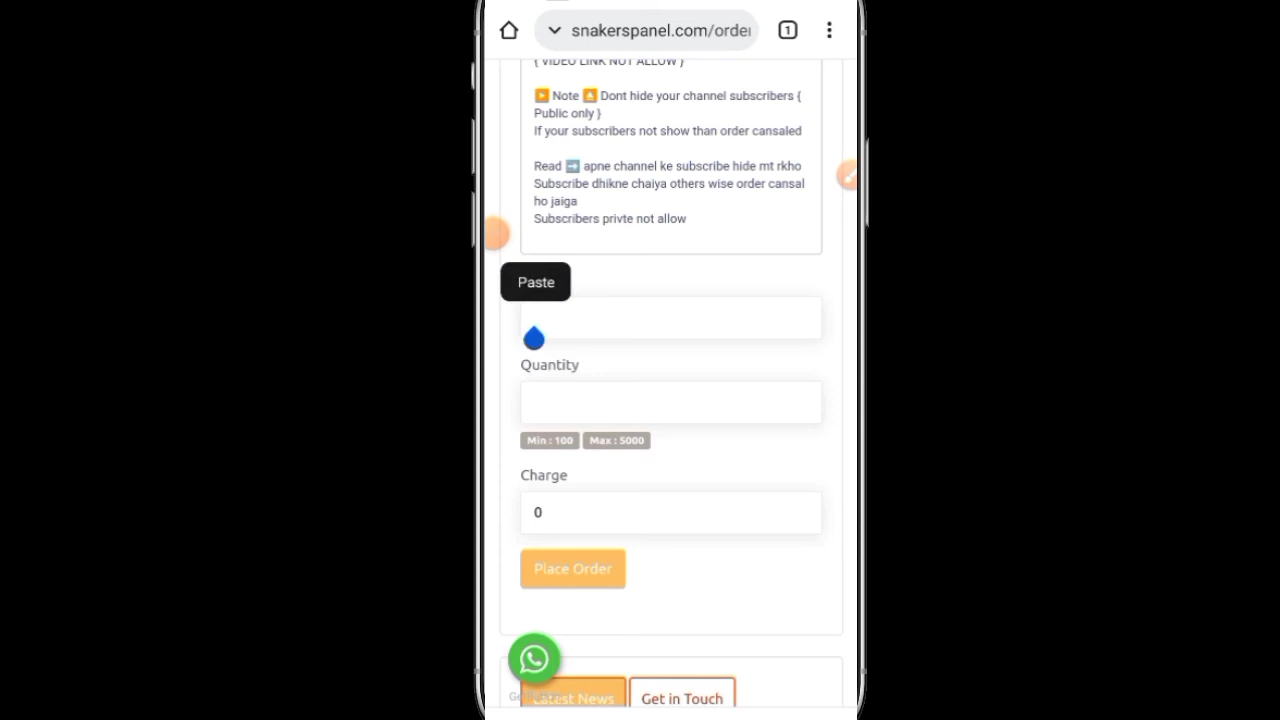 snakerspanel.com/order
1
{ VIDEO LINK NOT ALLOW }
▶️ Note ⏏️ Dont hide your channel subscribers {
Public only }
If your subscribers not show than order cansaled
Read ➡️ apne channel ke subscribe hide mt rkho
Subscribe dhikne chaiya others wise order cansal
ho jaiga
Subscribers privte not allow
Paste
Quantity
Min : 100 Max : 5000
Charge
0
Place Order
Latest News Get in Touch